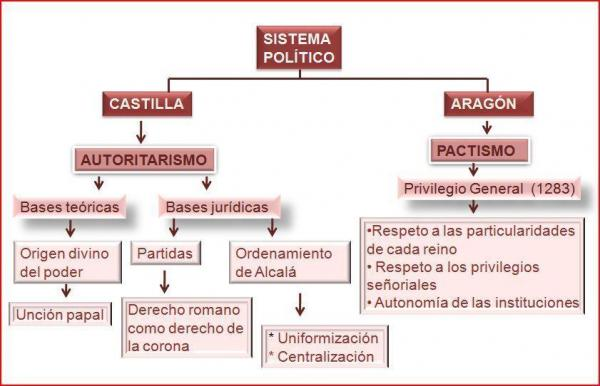 SISTEMA
POLÍTICO
CASTILLA
ARAGÓN
AUTORITARISMO
PACTISMO
Bases teóricas
Bases jurídicas
Privilegio General (1283)
Origen divino
del poder
Partidas
Ordenamiento
de Alcalá
•Respeto a las particularidades
de cada reino
• Respeto a los privilegios
señoriales
• Autonomía de las instituciones
Unción papal
Derecho romano
como derecho de
la corona
* Uniformización
* Centralización